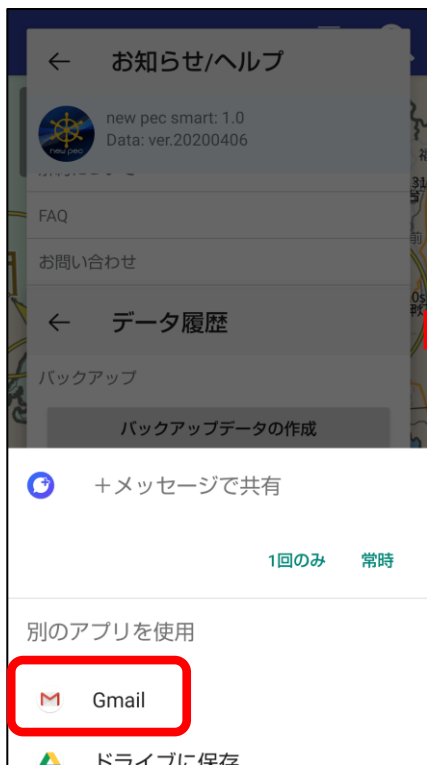 お知らせ/ヘルプ
new pec smart: 1.0
Data: ver.20200406
new pec
FAQ
お問い合わせ
データ履歴
バックアップ
バックアップデータの作成
+メッセージで共有
1回のみ 常時
別のアプリを使用
Gmail
ドライブに保存